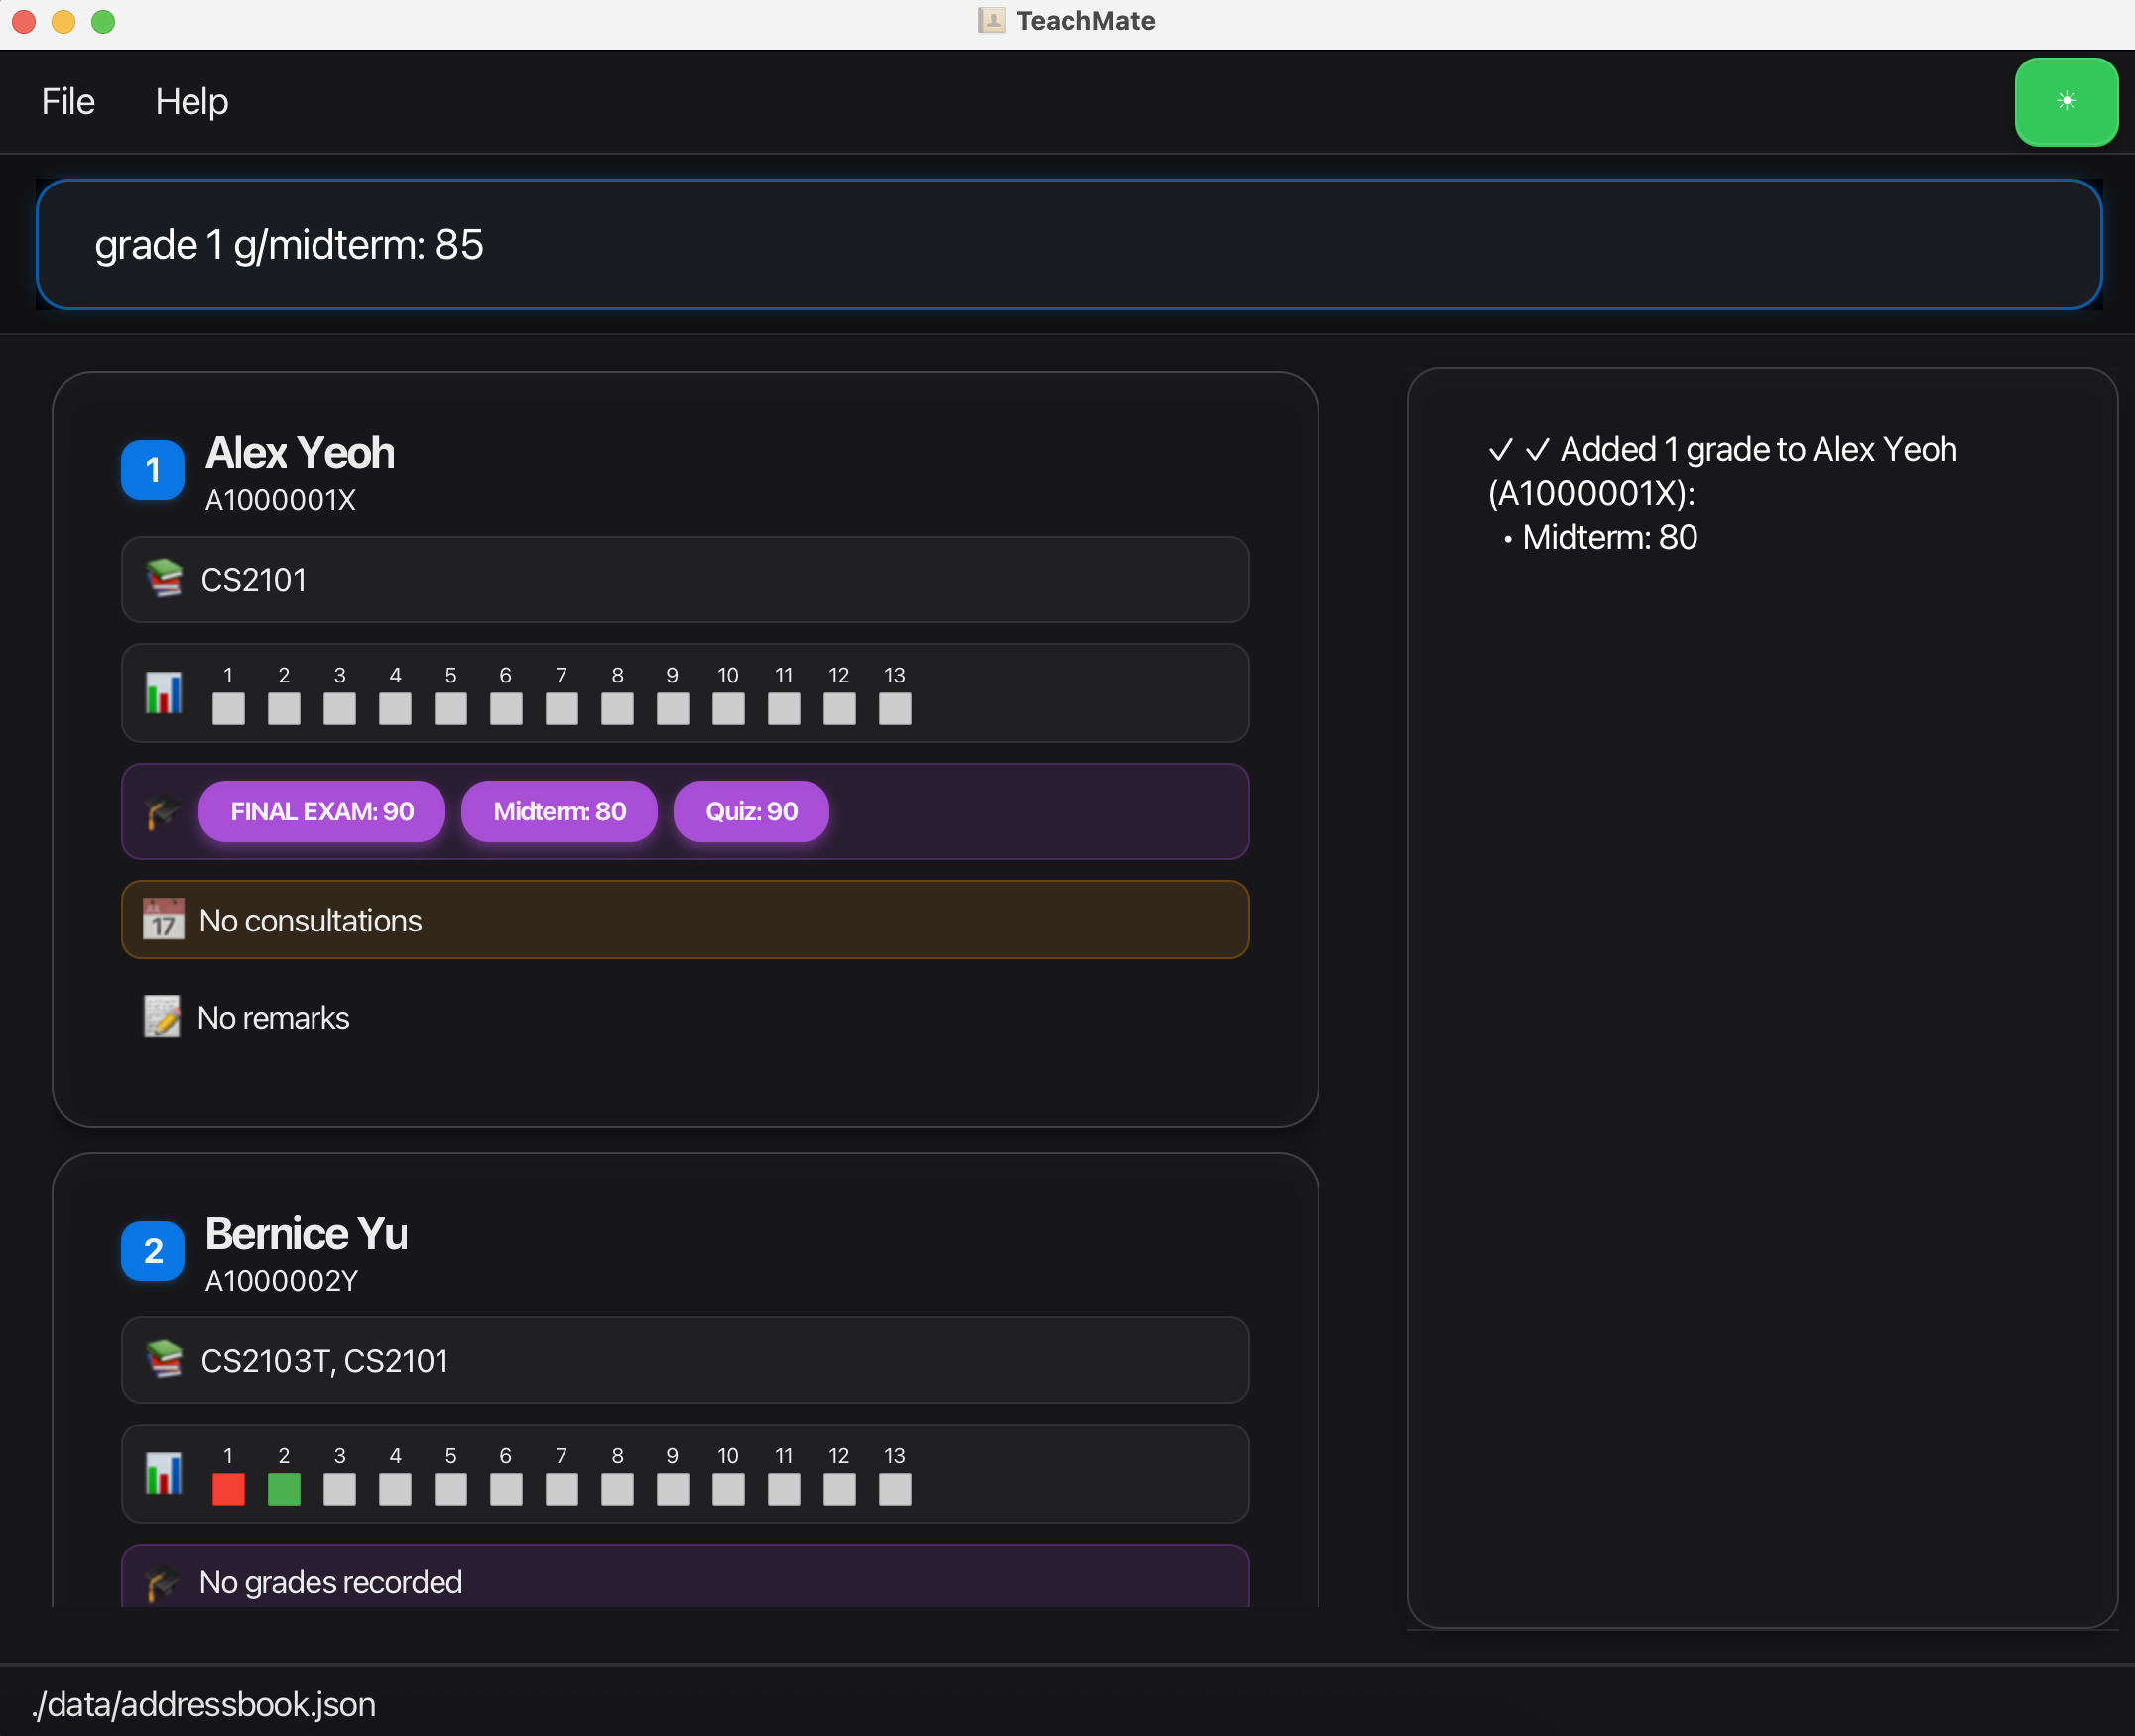 TeachMate
File Help
grade 1 g/midterm: 85
1 Alex Yeoh
A1000001X
CS2101
1 2 3 4 5 6 7 8 9 10 11 12 13
FINAL EXAM: 90 Midterm: 80 Quiz: 90
17 No consultations
No remarks
2 Bernice Yu
A1000002Y
CS2103T, CS2101
1 2 3 4 5 6 7 8 9 10 11 12 13
No grades recorded
✓ ✓ Added 1 grade to Alex Yeoh
(A1000001X):
• Midterm: 80
./data/addressbook.json